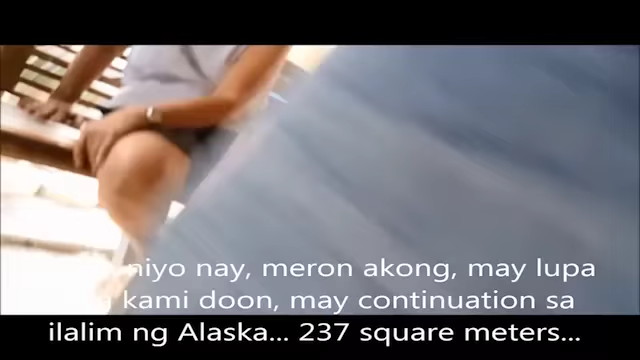 niyo nay, meron akong, may lupa
kami doon, may continuation sa
ilalim ng Alaska... 237 square meters...